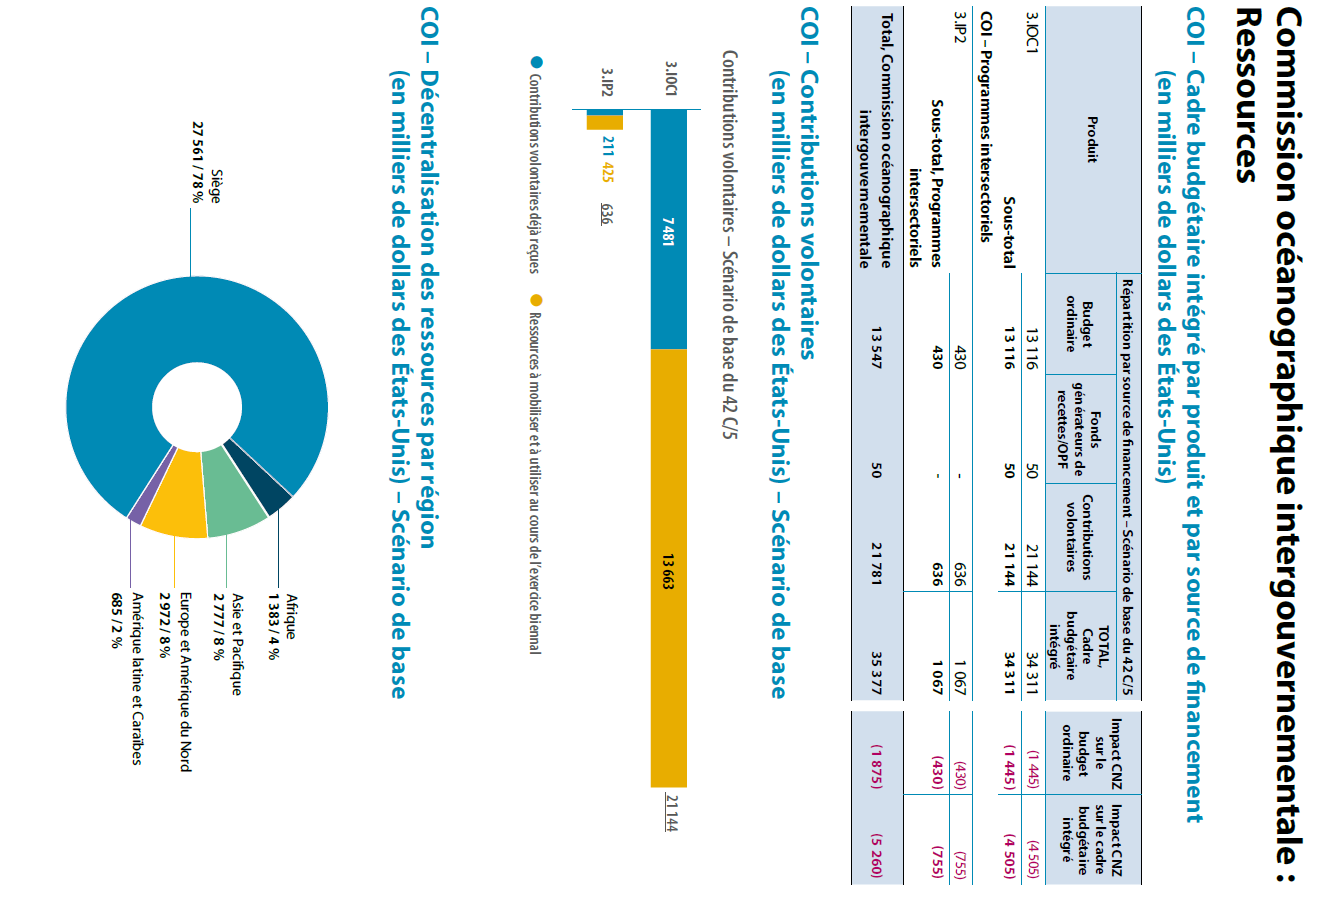 Commission océanographique intergouvernementale :
Ressources
COI – Cadre budgétaire intégré par produit et par source de financement
(en milliers de dollars des États-Unis)
Produit
Répartition par source de financement – Scénario de base du 42 C/5
Budget
ordinaire
Fonds
générateurs de
recettes/OPF
Contributions
volontaires
TOTAL,
Cadre
budgétaire
intégré
Impact CNZ
sur le
budget
ordinaire
Impact CNZ
sur le cadre
budgétaire
intégré
3.IOC1 13 116 50 21 144 34 311 (1 445) (4 505)
Sous-total 13 116 50 21 144 34 311 (1 445) (4 505)
COI – Programmes intersectoriels
3.IP2 430 - 636 1 067 (430) (755)
Sous-total, Programmes
intersectoriels
430 - 636 1 067 (430) (755)
Total, Commission océanographique
intergouvernementale
13 547 50 21 781 35 377 (1 875) (5 260)
COI – Contributions volontaires
(en milliers de dollars des États-Unis) – Scénario de base
Contributions volontaires – Scénario de base du 42 C/5
3.IOC1 7 481 13 663 21 144
3.IP2 211 425 636
Contributions volontaires déjà reçues
Ressources à mobiliser et à utiliser au cours de l'exercice biennal
COI – Décentralisation des ressources par région
(en milliers de dollars des États-Unis) – Scénario de base
Siège
27 561 / 78 %
Afrique
1 383 / 4 %
Asie et Pacifique
2 777 / 8 %
Europe et Amérique du Nord
2 972 / 8 %
Amérique latine et Caraïbes
685 / 2 %